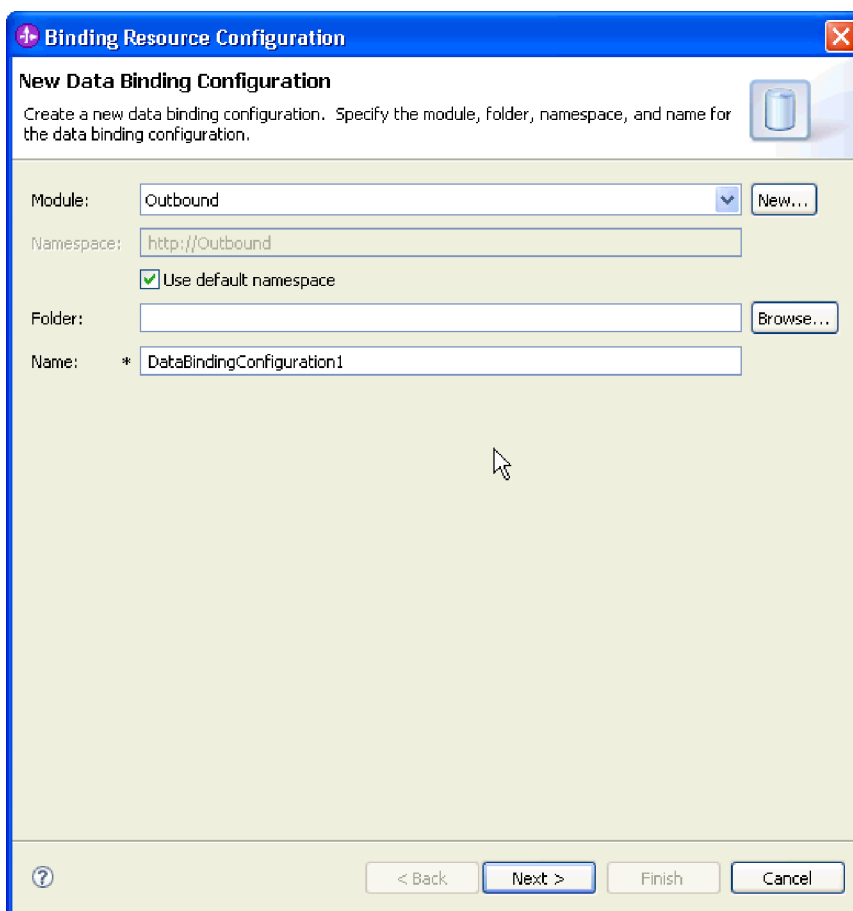 Binding Resource Configuration
New Data Binding Configuration
Create a new data binding configuration. Specify the module, folder, namespace, and name for
the data binding configuration.
Module: Outbound New...
Namespace: http://Outbound
Use default namespace
Folder: Browse...
Name: * DataBindingConfiguration1
? < Back Next > Finish Cancel